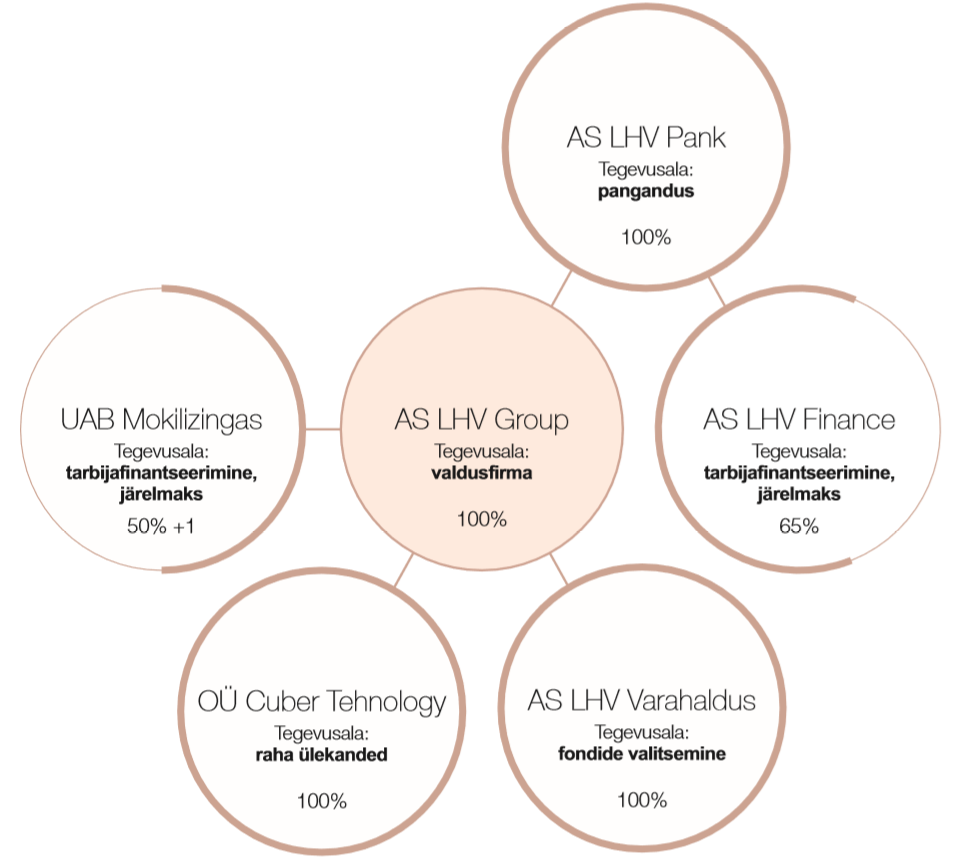 AS LHV Pank
Tegevusala:
pangandus
100%
UAB Mokilizingas
Tegevusala:
tarbijafinantseerimine,
järelmaks
50% +1
AS LHV Group
Tegevusala:
valdusfirma
100%
AS LHV Finance
Tegevusala:
tarbijafinantseerimine,
järelmaks
65%
OÜ Cuber Tehnology
Tegevusala:
raha ülekanded
100%
AS LHV Varahaldus
Tegevusala:
fondide valitsemine
100%